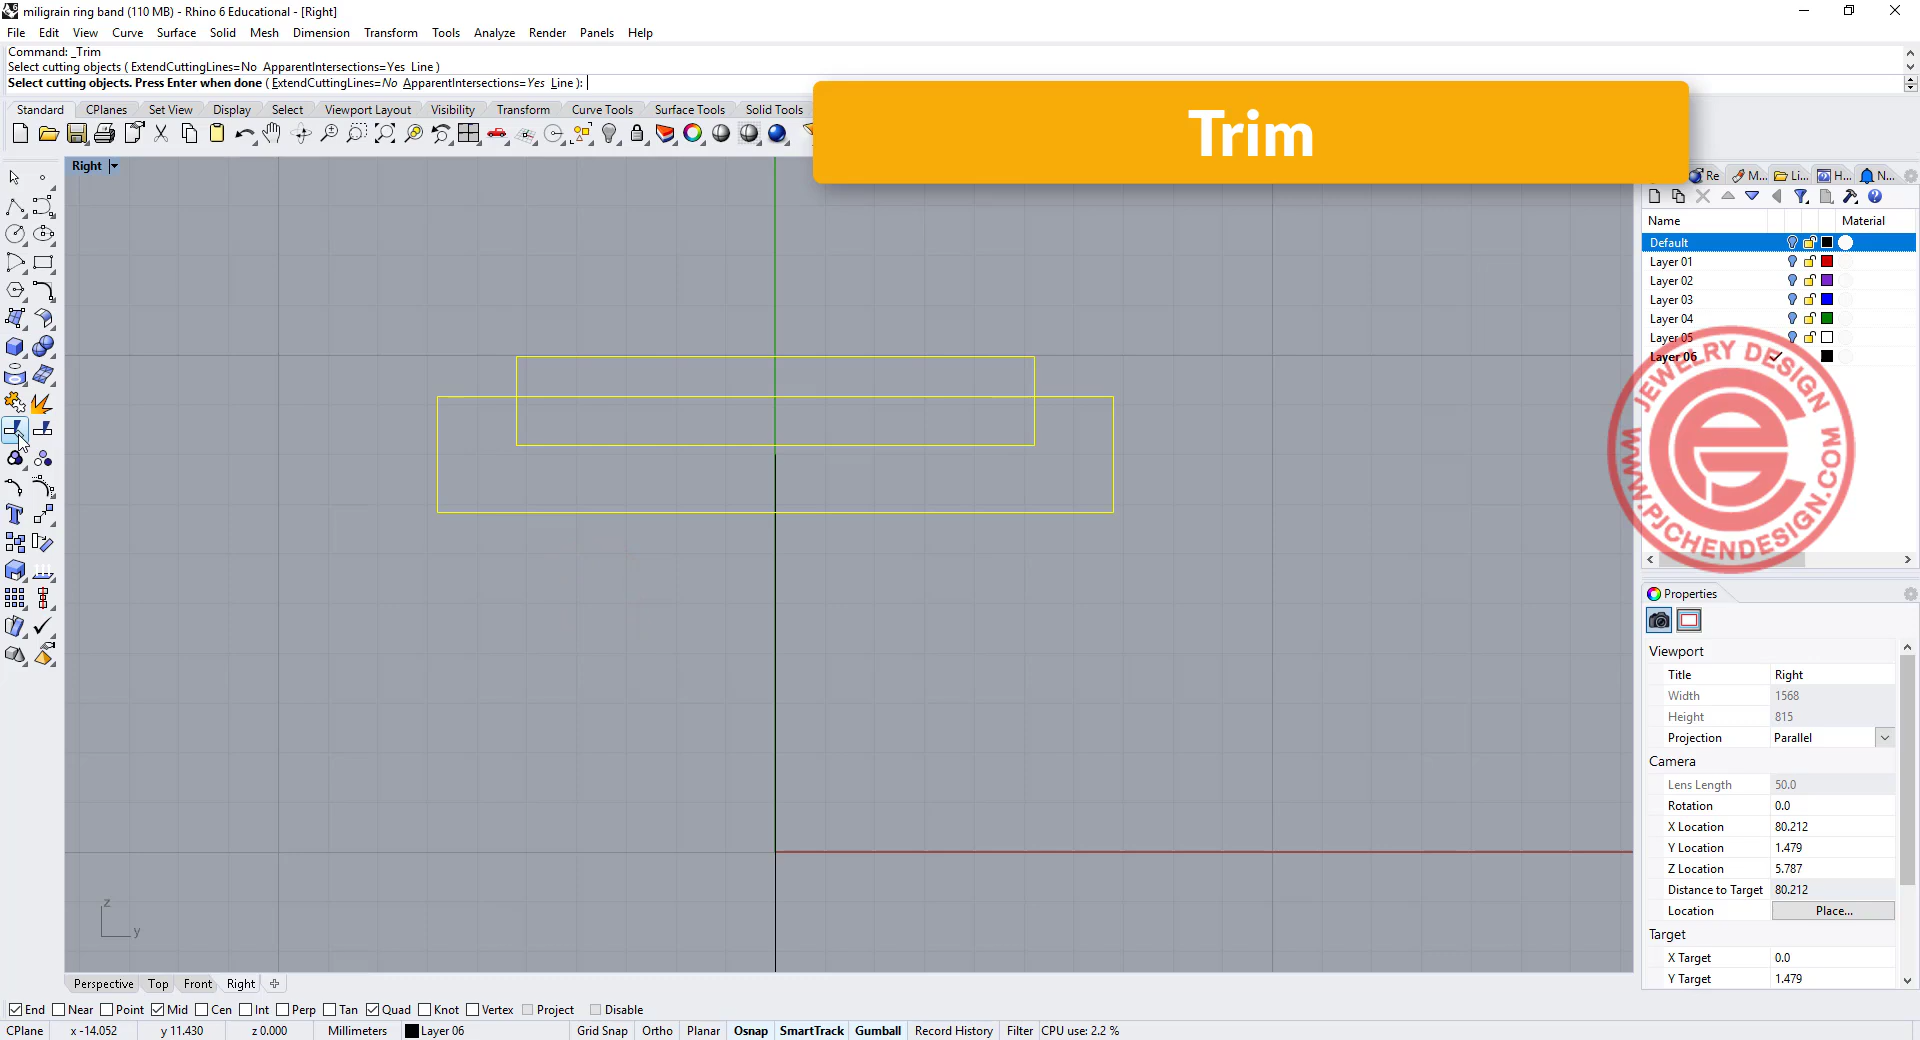 miligrain ring band (110 MB) - Rhino 6 Educational - [Right]
File Edit View Curve Surface Solid Mesh Dimension Transform Tools Analyze Render Panels Help
Command: _Trim
Select cutting objects ( ExtendCuttingLines=No ApparentIntersections=Yes Line )
Select cutting objects. Press Enter when done ( ExtendCuttingLines=No ApparentIntersections=Yes Line ):
Standard CPlanes Set View Display Select Viewport Layout Visibility Transform Curve Tools Surface Tools Solid Tools
Trim
Right
Re M... Li... H... N...
Name Material
Default
Layer 01
Layer 02
Layer 03
Layer 04
Layer 05
Layer 06
JEWELRY DESIGN
WWW.PJCHENDESIGN.COM
Properties
Viewport
Title Right
Width 1568
Height 815
Projection Parallel
Camera
Lens Length 50.0
Rotation 0.0
X Location 80.212
Y Location 1.479
Z Location 5.787
Distance to Target 80.212
Location Place...
Target
X Target 0.0
Y Target 1.479
z
y
Perspective Top Front Right
End Near Point Mid Cen Int Perp Tan Quad Knot Vertex Project Disable
CPlane x -14.052 y 11.430 z 0.000 Millimeters Layer 06 Grid Snap Ortho Planar Osnap SmartTrack Gumball Record History Filter CPU use: 2.2 %